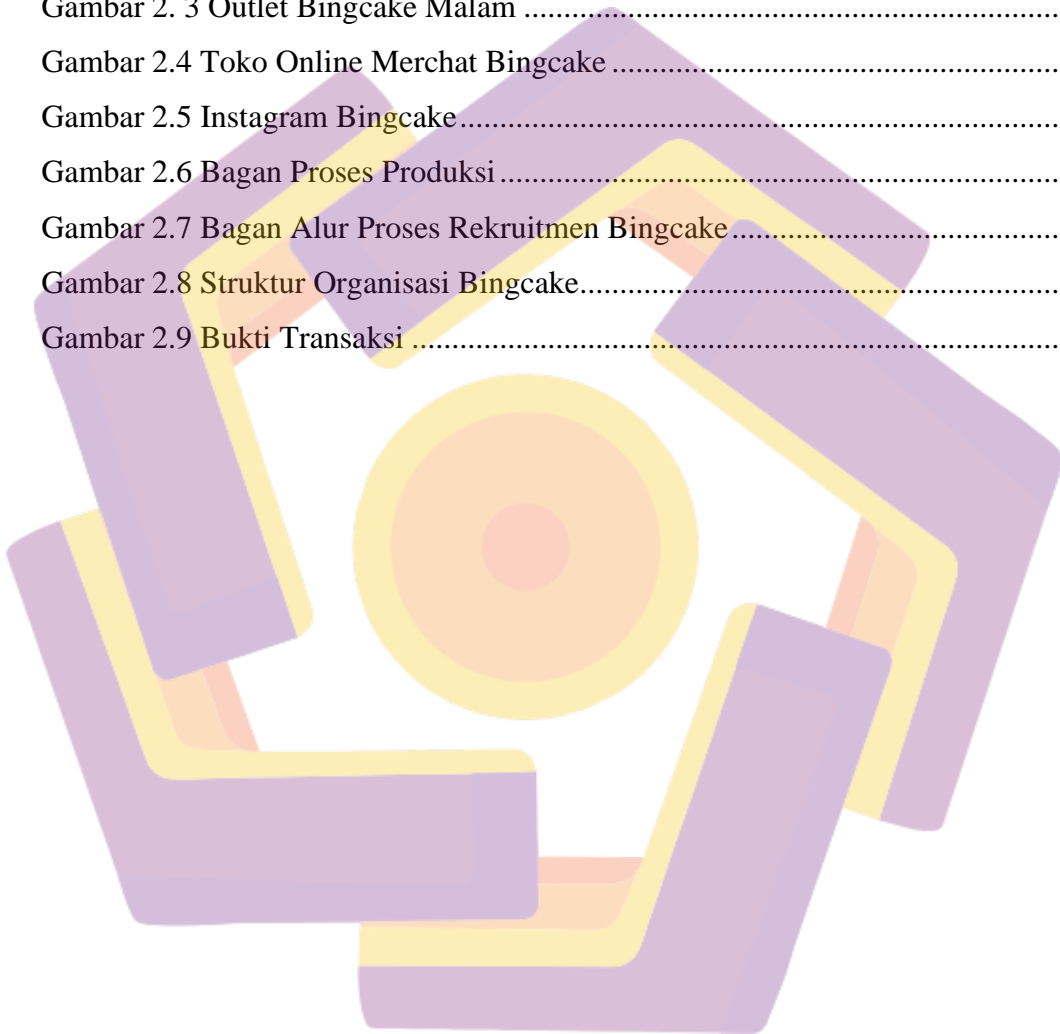 Gambar 2. 3 Outlet Bingcake Malam ................................................................
Gambar 2.4 Toko Online Merchat Bingcake .....................................................
Gambar 2.5 Instagram Bingcake........................................................................
Gambar 2.6 Bagan Proses Produksi ...................................................................
Gambar 2.7 Bagan Alur Proses Rekruitmen Bingcake.......................................
Gambar 2.8 Struktur Organisasi Bingcake.........................................................
Gambar 2.9 Bukti Transaksi ..............................................................................